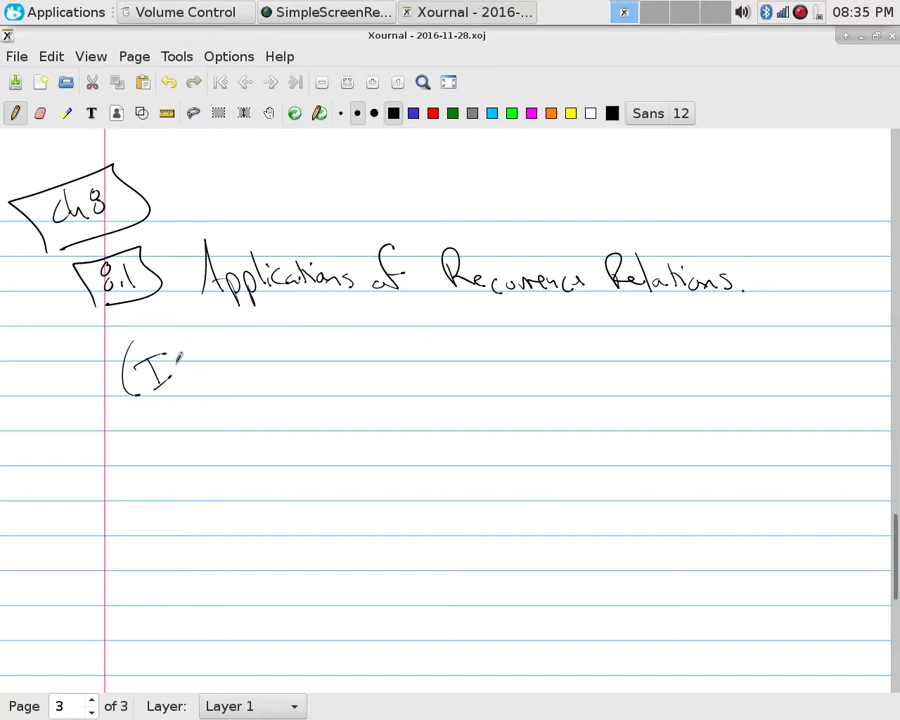 Applications Volume Control SimpleScreenRe... Xournal - 2016-... 08:35 PM
Xournal - 2016-11-28.xoj
File Edit View Page Tools Options Help
Sans 12
ch 8
8.1 Applications of Recurrence Relations.
(I
Page 3 of 3 Layer: Layer 1